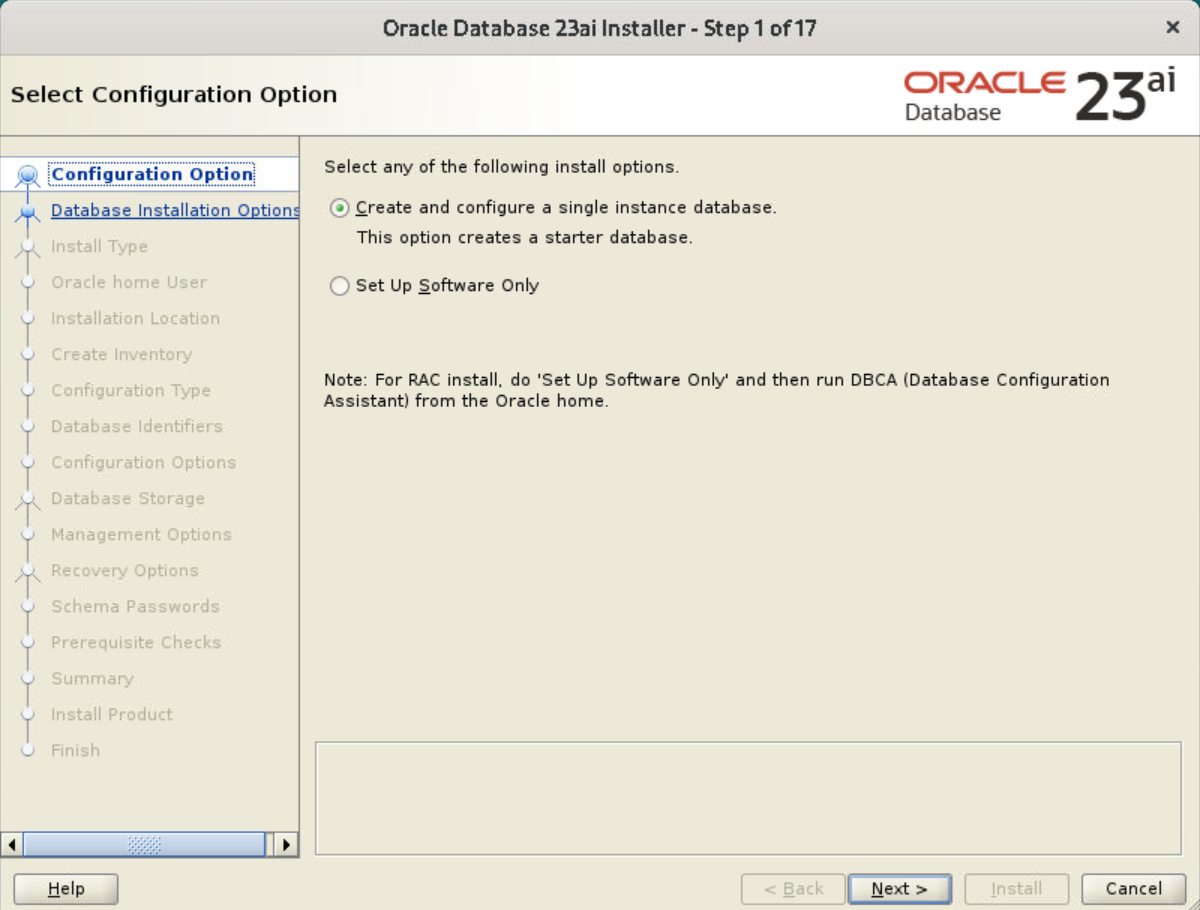 Oracle Database 23ai Installer - Step 1 of 17
×
Select Configuration Option
ORACLE
Database
23ai
Configuration Option
Database Installation Options
Install Type
Oracle home User
Installation Location
Create Inventory
Configuration Type
Database Identifiers
Configuration Options
Database Storage
Management Options
Recovery Options
Schema Passwords
Prerequisite Checks
Summary
Install Product
Finish
Select any of the following install options.
Create and configure a single instance database.
This option creates a starter database.
Set Up Software Only
Note: For RAC install, do 'Set Up Software Only' and then run DBCA (Database Configuration
Assistant) from the Oracle home.
Help
< Back
Next >
Install
Cancel